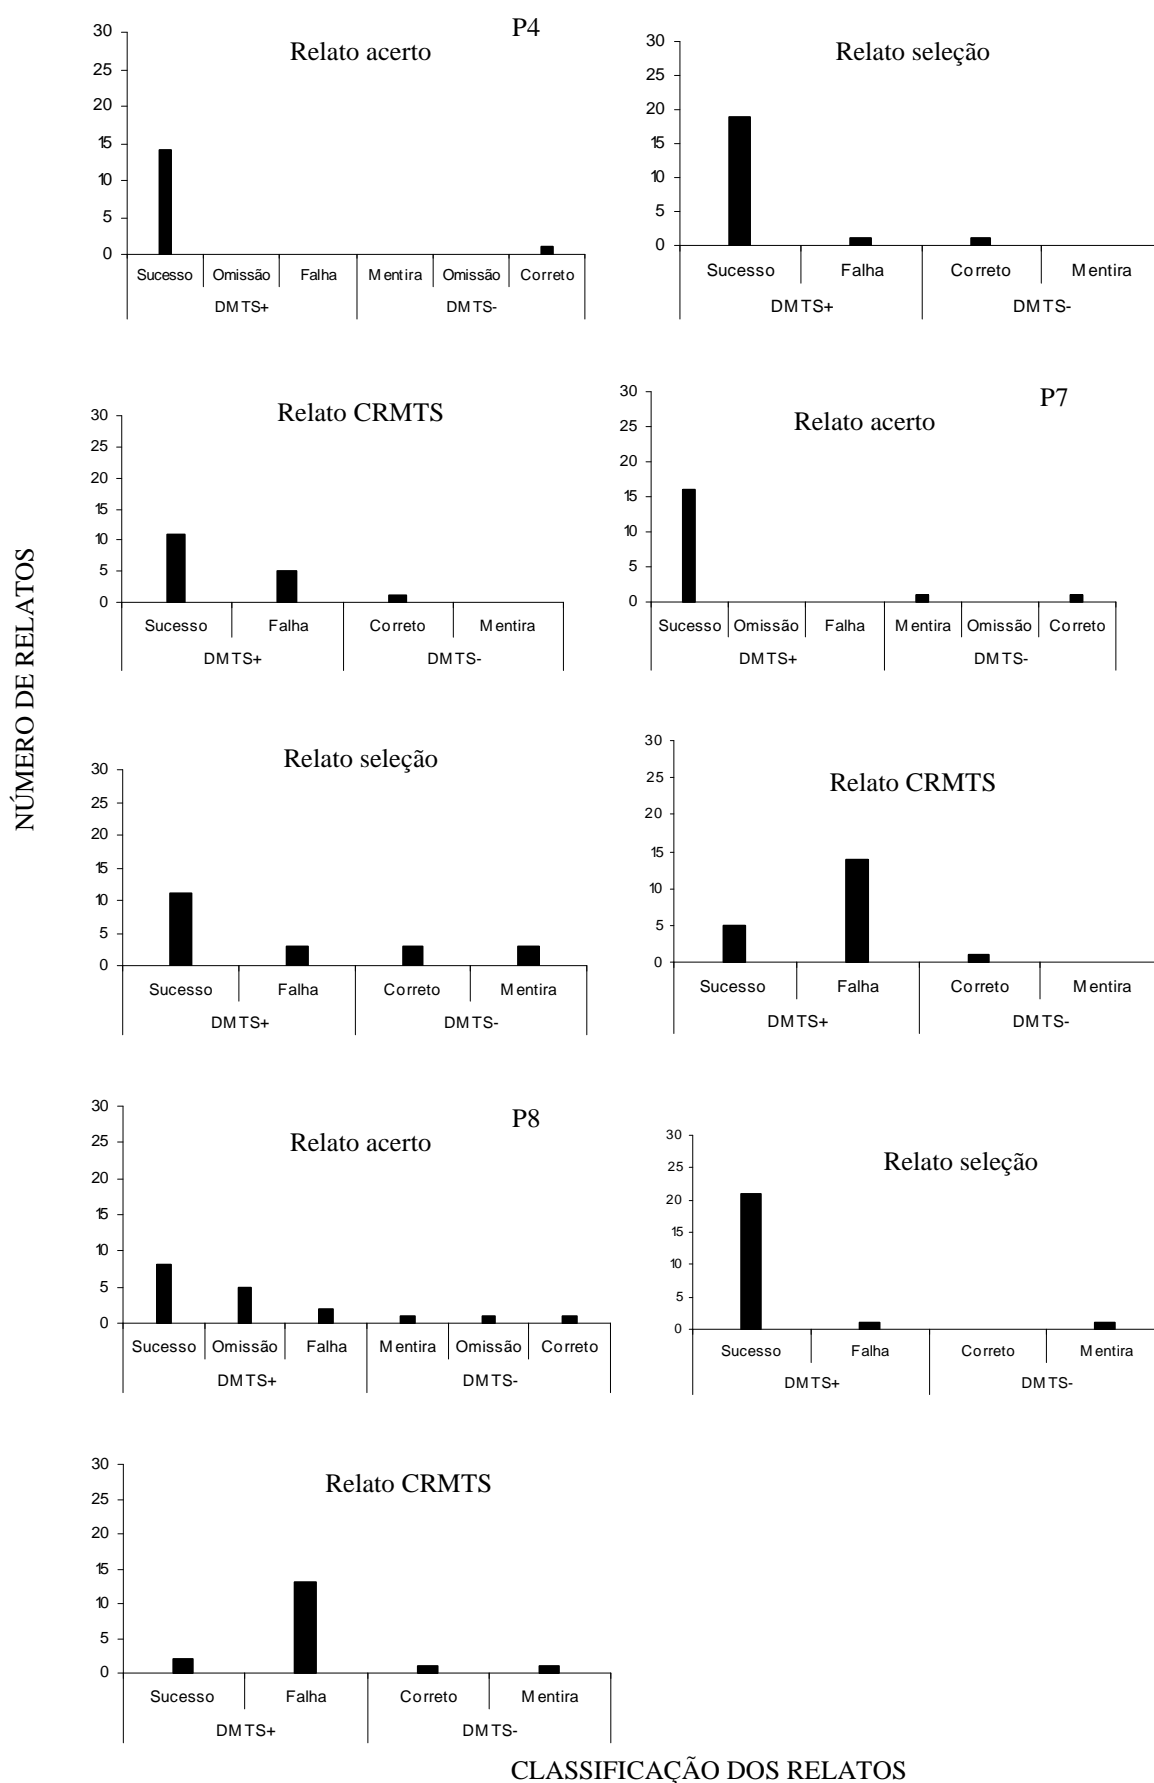 P4
Relato acerto
30
25
20
15
10
5
0
Sucesso Omissão Falha Mentira Omissão Correto
DMTS+ DMTS-
Relato seleção
30
25
20
15
10
5
0
Sucesso Falha Correto Mentira
DMTS+ DMTS-
Relato CRMTS
30
25
20
15
10
5
0
Sucesso Falha Correto Mentira
DMTS+ DMTS-
P7
Relato acerto
30
25
20
15
10
5
0
Sucesso Omissão Falha Mentira Omissão Correto
DMTS+ DMTS-
NÚMERO DE RELATOS
Relato seleção
30
25
20
15
10
5
0
Sucesso Falha Correto Mentira
DMTS+ DMTS-
Relato CRMTS
30
25
20
15
10
5
0
Sucesso Falha Correto Mentira
DMTS+ DMTS-
P8
Relato acerto
30
25
20
15
10
5
0
Sucesso Omissão Falha Mentira Omissão Correto
DMTS+ DMTS-
Relato seleção
30
25
20
15
10
5
0
Sucesso Falha Correto Mentira
DMTS+ DMTS-
Relato CRMTS
30
25
20
15
10
5
0
Sucesso Falha Correto Mentira
DMTS+ DMTS-
CLASSIFICAÇÃO DOS RELATOS